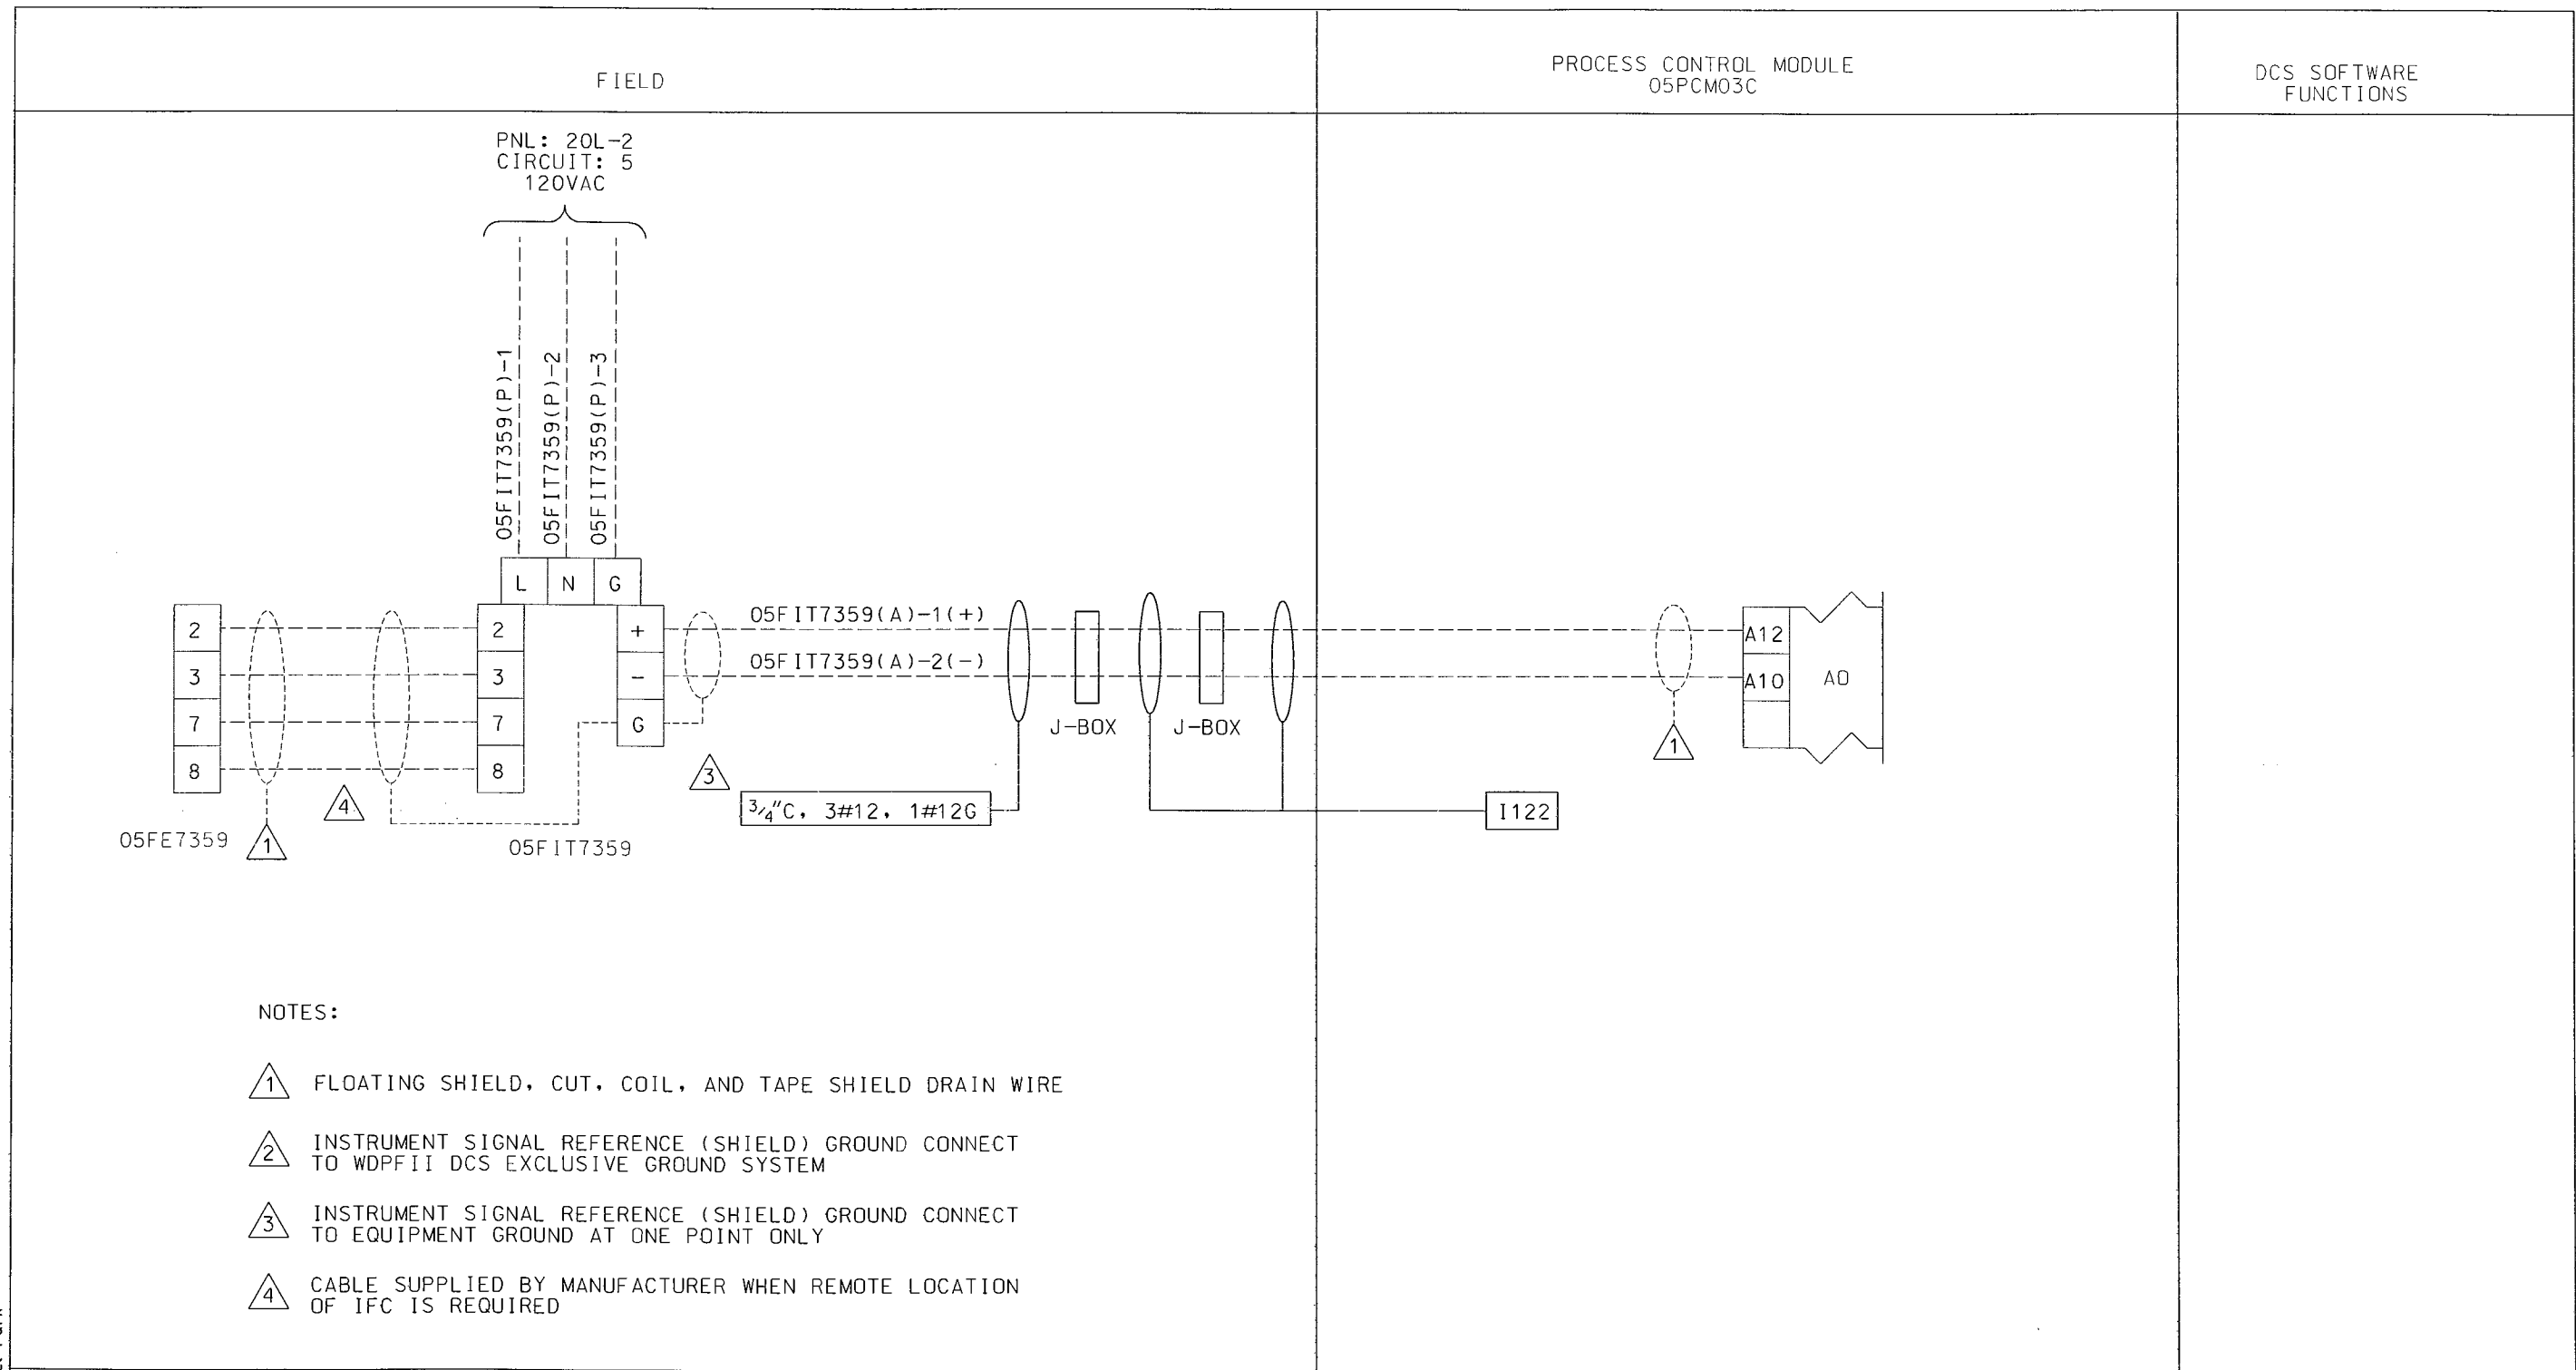 FIELD
PROCESS CONTROL MODULE
05PCM03C
DCS SOFTWARE
FUNCTIONS
PNL: 20L-2
CIRCUIT: 5
120VAC
05FIT7359(P)-1
05FIT7359(P)-2
05FIT7359(P)-3
L N G
2
3
7
8
2
3
7
8
+
-
G
05FIT7359(A)-1(+)
05FIT7359(A)-2(-)
J-BOX
J-BOX
A12
A10
AO
1
3
4
3/4"C, 3#12, 1#12G
I122
05FE7359
1
05FIT7359
NOTES:
1 FLOATING SHIELD, CUT, COIL, AND TAPE SHIELD DRAIN WIRE
2 INSTRUMENT SIGNAL REFERENCE (SHIELD) GROUND CONNECT
TO WDPFII DCS EXCLUSIVE GROUND SYSTEM
3 INSTRUMENT SIGNAL REFERENCE (SHIELD) GROUND CONNECT
TO EQUIPMENT GROUND AT ONE POINT ONLY
4 CABLE SUPPLIED BY MANUFACTURER WHEN REMOTE LOCATION
OF IFC IS REQUIRED